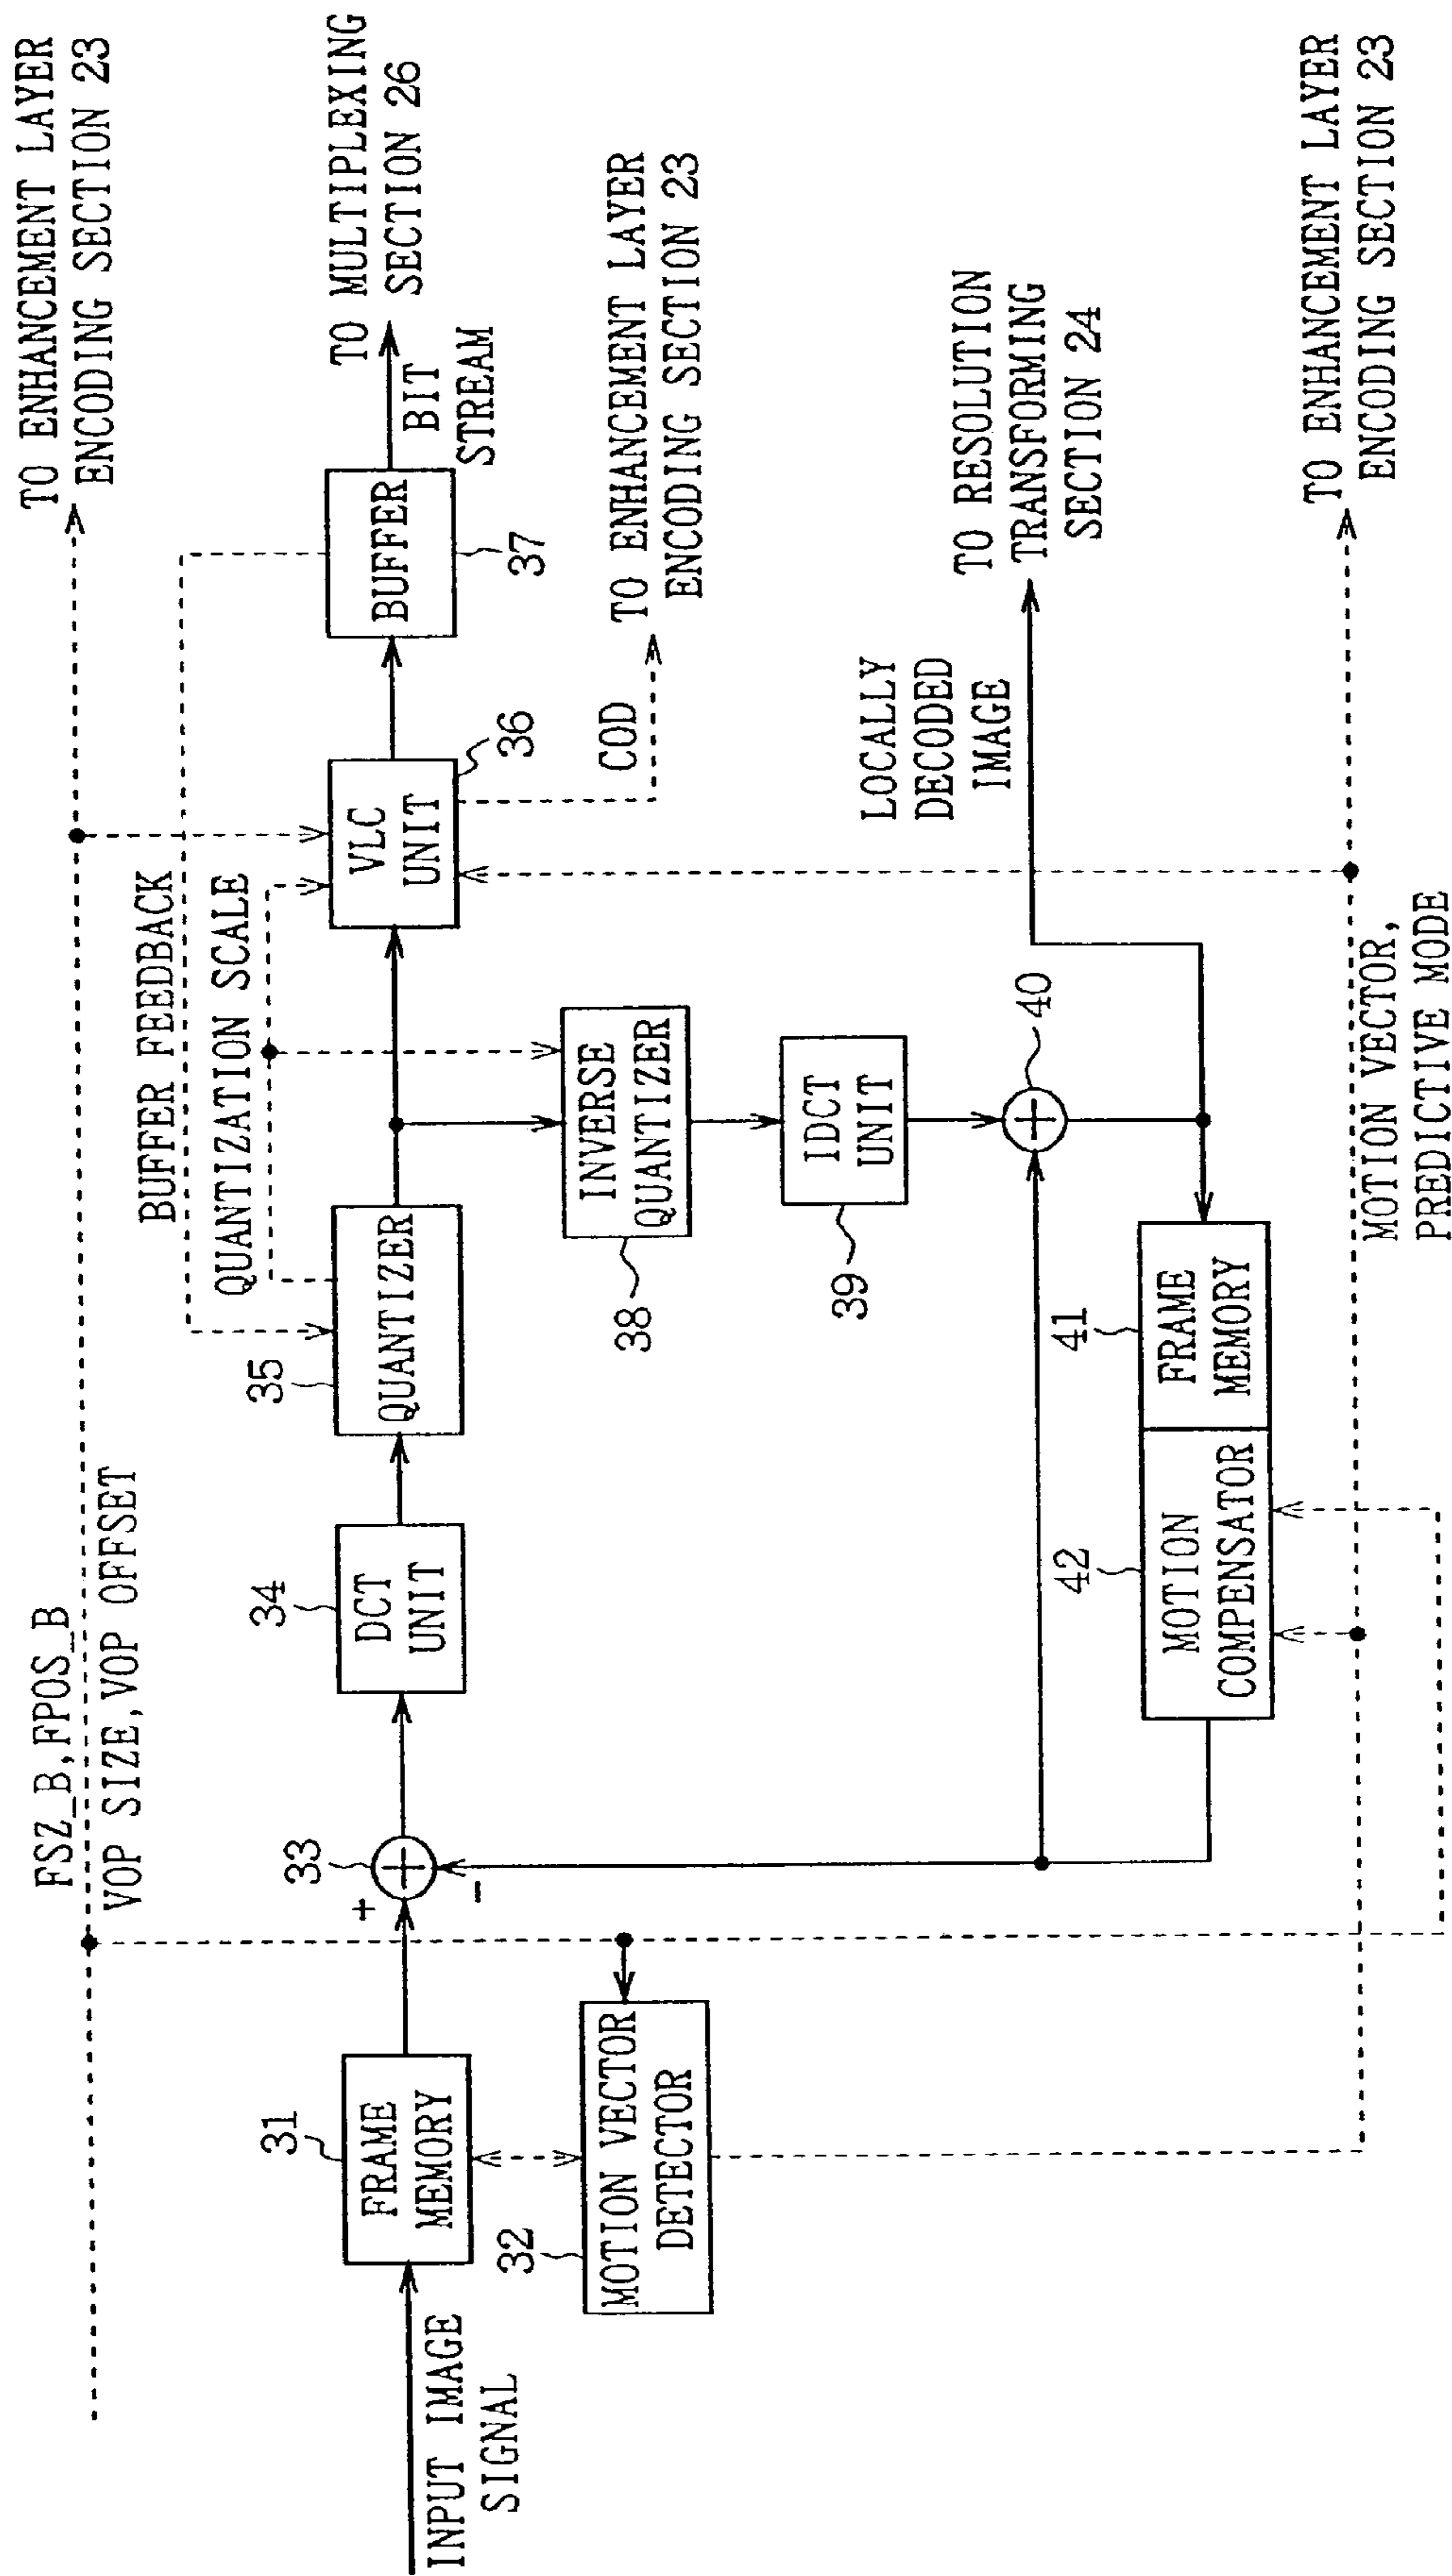 TO ENHANCEMENT LAYER
ENCODING SECTION 23
FSZ_B,FPOS_B
VOP SIZE,VOP OFFSET
BUFFER FEEDBACK
QUANTIZATION SCALE
TO MULTIPLEXING
SECTION 26
BIT
STREAM
INPUT IMAGE
SIGNAL
31
FRAME
MEMORY
33
+
-
34
DCT
UNIT
35
QUANTIZER
VLC
UNIT
36
BUFFER
37
COD
TO ENHANCEMENT LAYER
ENCODING SECTION 23
32
MOTION VECTOR
DETECTOR
INVERSE
QUANTIZER
38
IDCT
UNIT
39
40
LOCALLY
DECODED
IMAGE
TO RESOLUTION
TRANSFORMING
SECTION 24
42
MOTION
COMPENSATOR
41
FRAME
MEMORY
MOTION VECTOR,
PREDICTIVE MODE
TO ENHANCEMENT LAYER
ENCODING SECTION 23